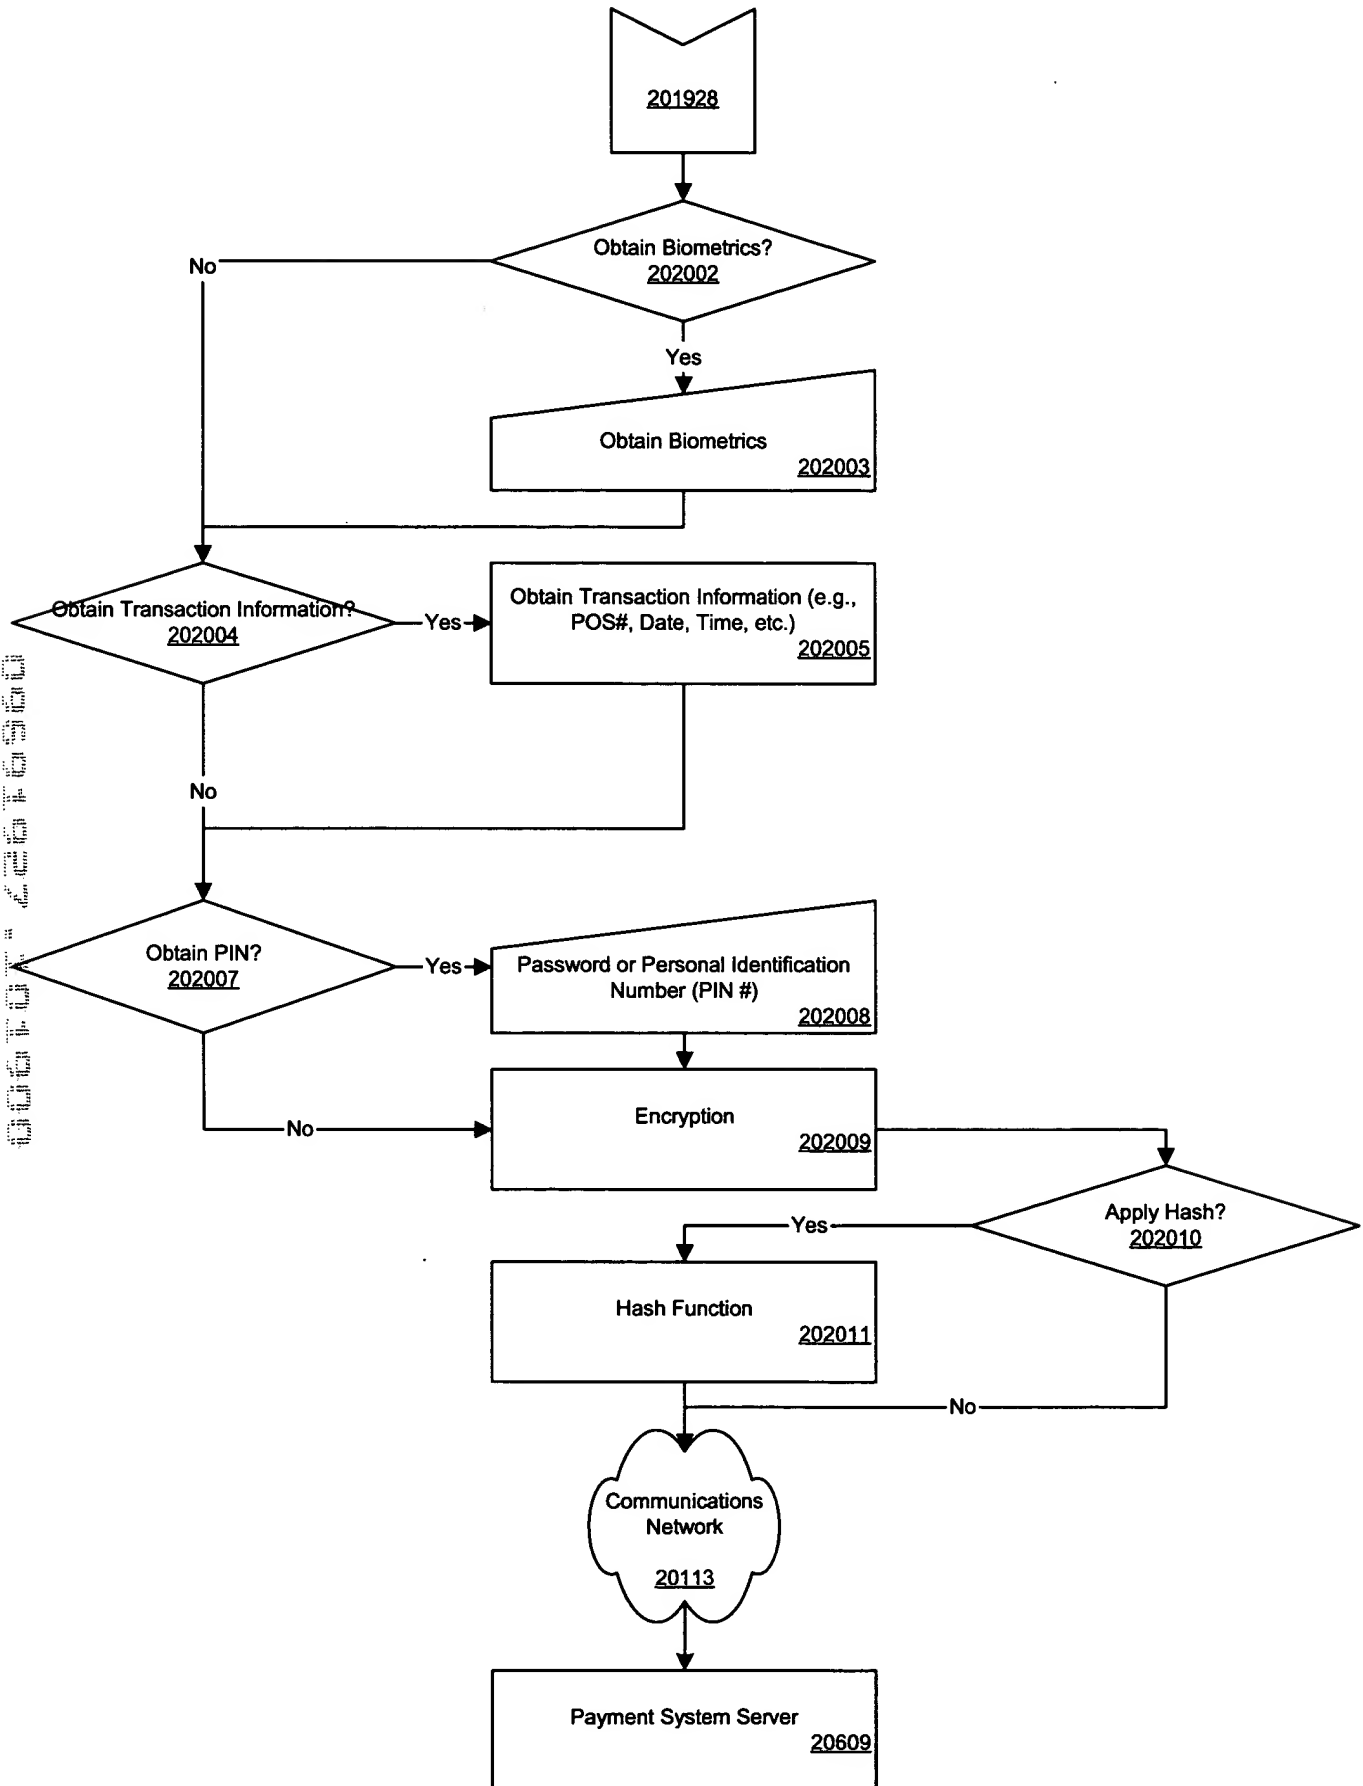 201928
Obtain Biometrics?
202002
No
Yes
Obtain Biometrics
202003
Obtain Transaction Information?
202004
Yes
Obtain Transaction Information (e.g.,
POS#, Date, Time, etc.)
202005
No
Obtain PIN?
202007
Yes
Password or Personal Identification
Number (PIN #)
202008
No
Encryption
202009
Apply Hash?
202010
Yes
Hash Function
202011
No
Communications
Network
20113
Payment System Server
20609